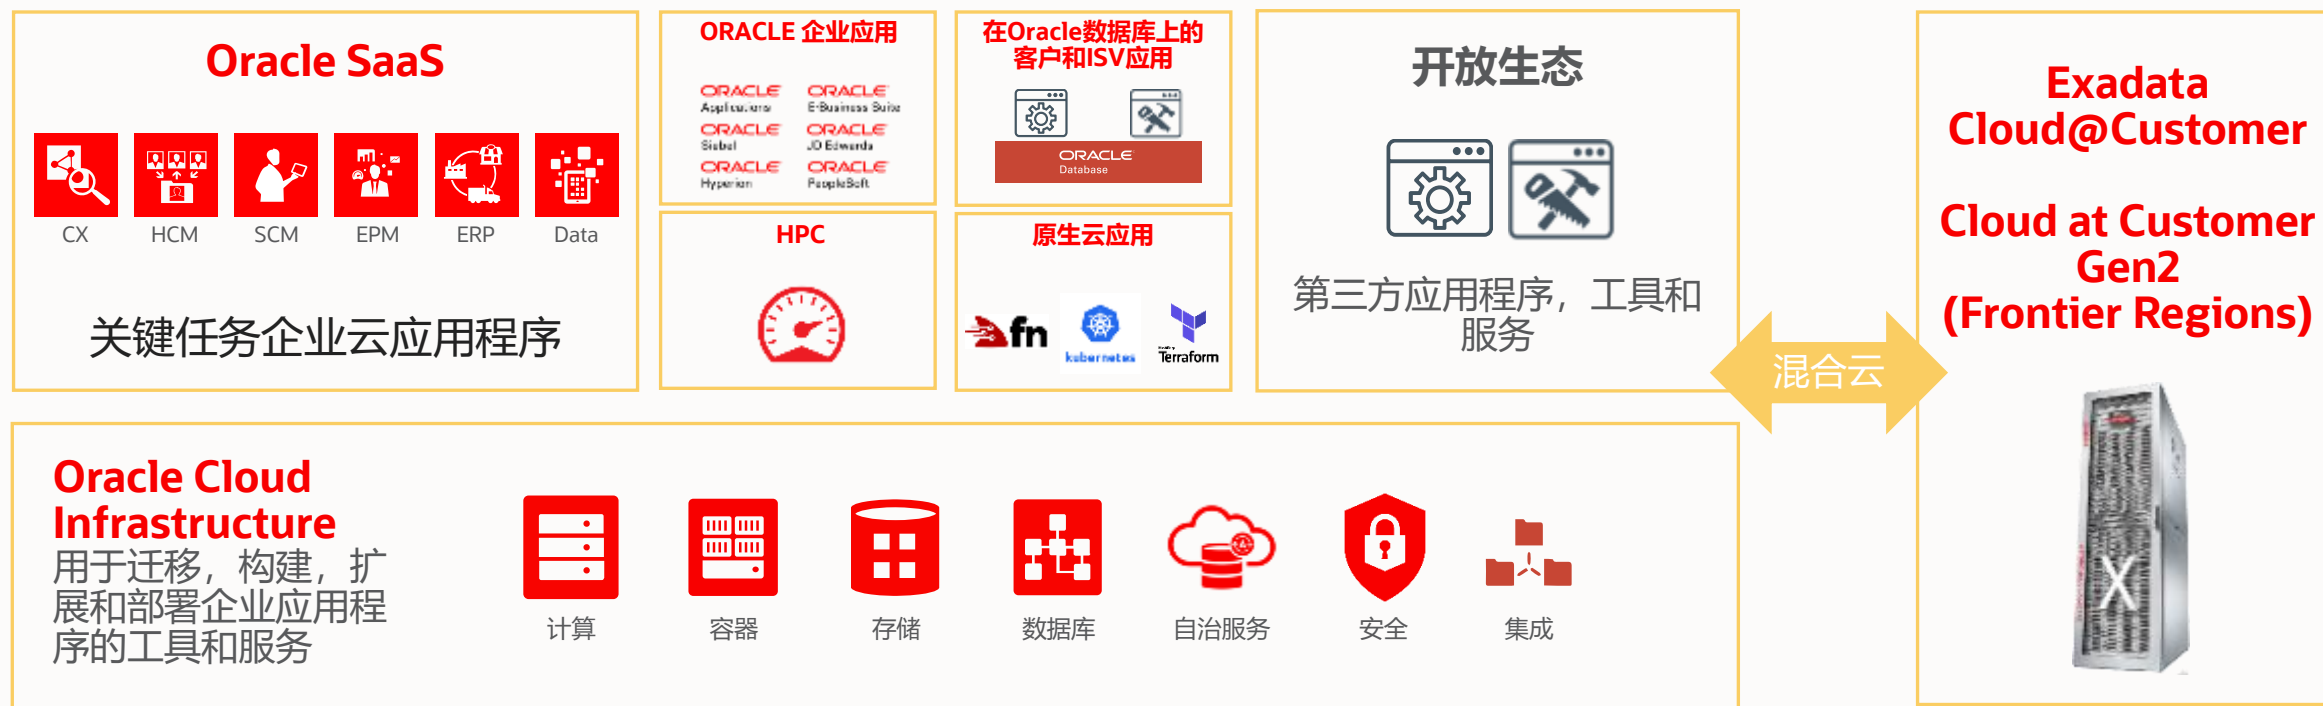 Oracle SaaS
CX
HCM
SCM
EPM
ERP
Data
关键任务企业云应用程序
ORACLE 企业应用
ORACLE
Applications
ORACLE
E-Business Suite
ORACLE
Siebel
ORACLE
JD Edwards
ORACLE
Hyperion
ORACLE
PeopleSoft
在Oracle数据库上的
客户和ISV应用
ORACLE
Database
HPC
原生云应用
fn
kubernetes
Terraform
开放生态
第三方应用程序，工具和
服务
混合云
Exadata
Cloud@Customer
Cloud at Customer
Gen2
(Frontier Regions)
X
Oracle Cloud
Infrastructure
用于迁移，构建，扩
展和部署企业应用程
序的工具和服务
计算
容器
存储
数据库
自治服务
安全
集成